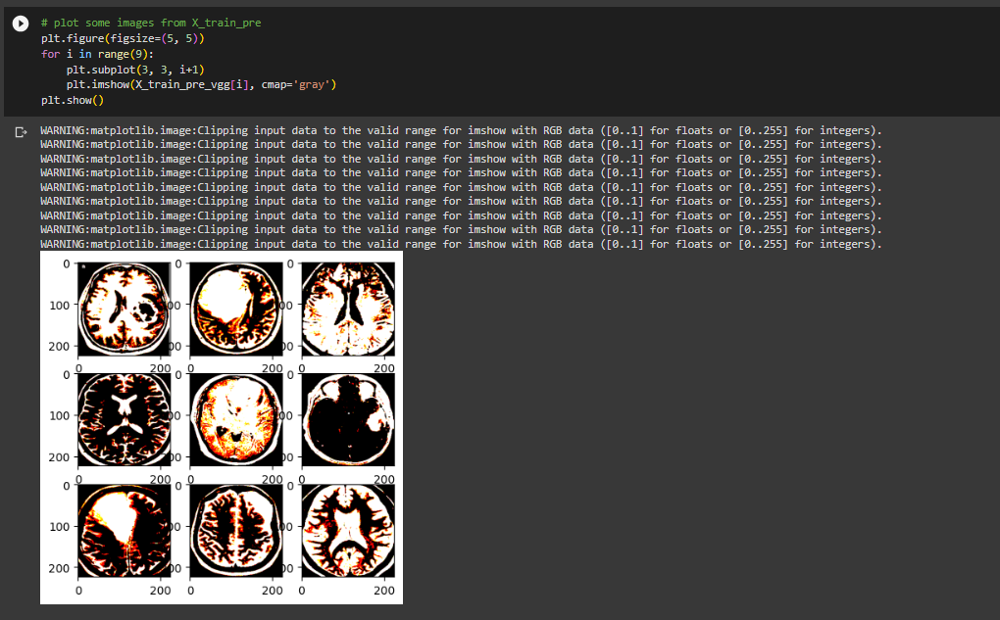 # plot some images from X_train_pre
plt.figure(figsize=(5, 5))
for i in range(9):
    plt.subplot(3, 3, i+1)
    plt.imshow(X_train_pre_vgg[i], cmap='gray')
plt.show()
WARNING:matplotlib.image:Clipping input data to the valid range for imshow with RGB data ([0..1] for floats or [0..255] for integers).
WARNING:matplotlib.image:Clipping input data to the valid range for imshow with RGB data ([0..1] for floats or [0..255] for integers).
WARNING:matplotlib.image:Clipping input data to the valid range for imshow with RGB data ([0..1] for floats or [0..255] for integers).
WARNING:matplotlib.image:Clipping input data to the valid range for imshow with RGB data ([0..1] for floats or [0..255] for integers).
WARNING:matplotlib.image:Clipping input data to the valid range for imshow with RGB data ([0..1] for floats or [0..255] for integers).
WARNING:matplotlib.image:Clipping input data to the valid range for imshow with RGB data ([0..1] for floats or [0..255] for integers).
WARNING:matplotlib.image:Clipping input data to the valid range for imshow with RGB data ([0..1] for floats or [0..255] for integers).
WARNING:matplotlib.image:Clipping input data to the valid range for imshow with RGB data ([0..1] for floats or [0..255] for integers).
WARNING:matplotlib.image:Clipping input data to the valid range for imshow with RGB data ([0..1] for floats or [0..255] for integers).
0 0 0
100 00 00
200 00 00
0 200 0 200 0 200
0 0 0
100 00 00
200 00 00
0 200 0 200 0 200
0 0 0
100 00 00
200 00 00
0 200 0 200 0 200